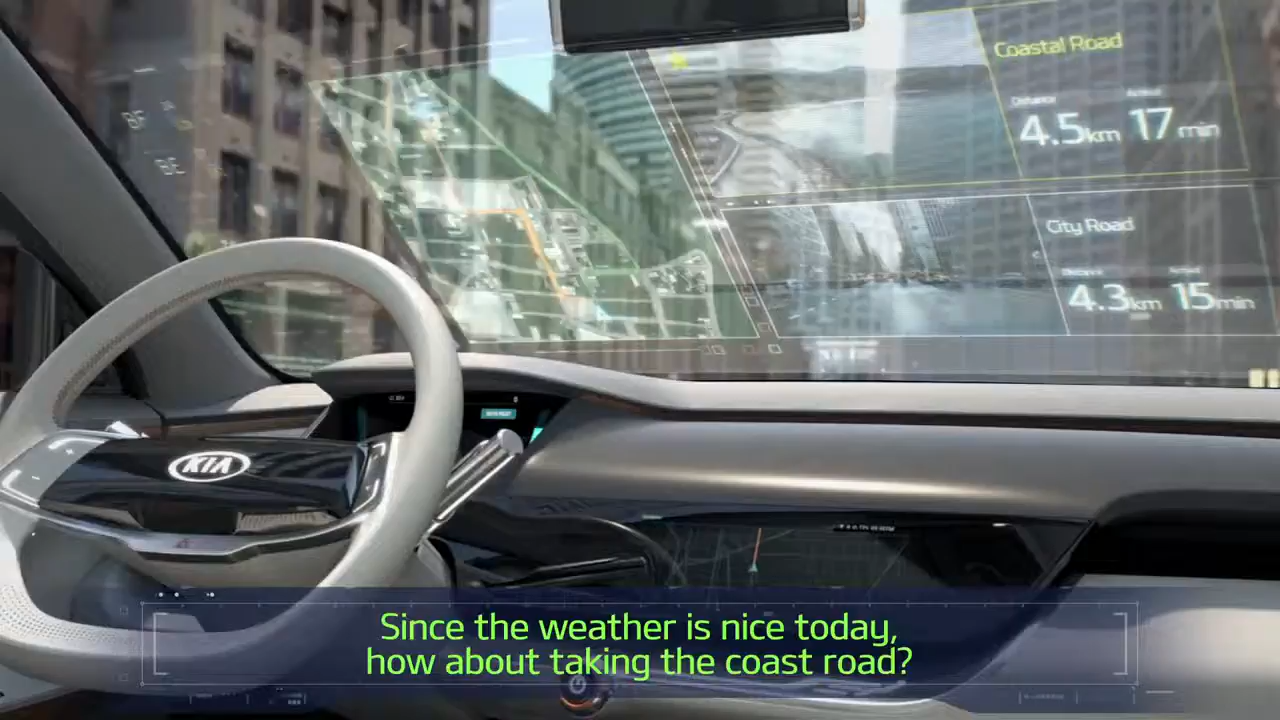 Coastal Road
Distance
4.5km 17 min
City Road
4.3km 15min
KIA
Since the weather is nice today,
how about taking the coast road?